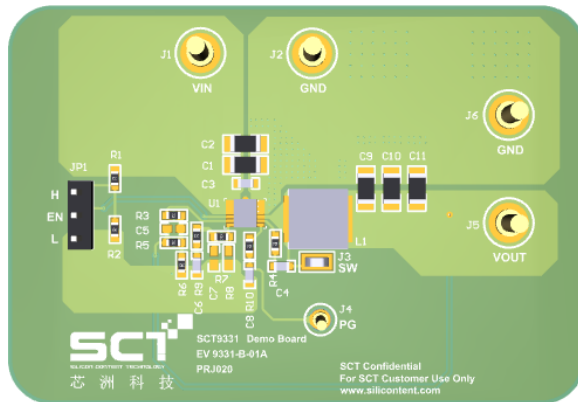 J1
VIN
J2
GND
J6
GND
C2
C1
C3
U1
C9 C10 C11
JP1
R1
H
EN
L
R2
R3
C5
R5
R6
R9
C6
C7
R7
R8
R10
C8
R4
C4
L1
J3
SW
J5
VOUT
J4
PG
SCT
SILICON CONTENT TECHNOLOGY
芯洲科技
SCT9331 Demo Board
EV 9331-B-01A
PRJ020
SCT Confidential
For SCT Customer Use Only
www.silicontent.com